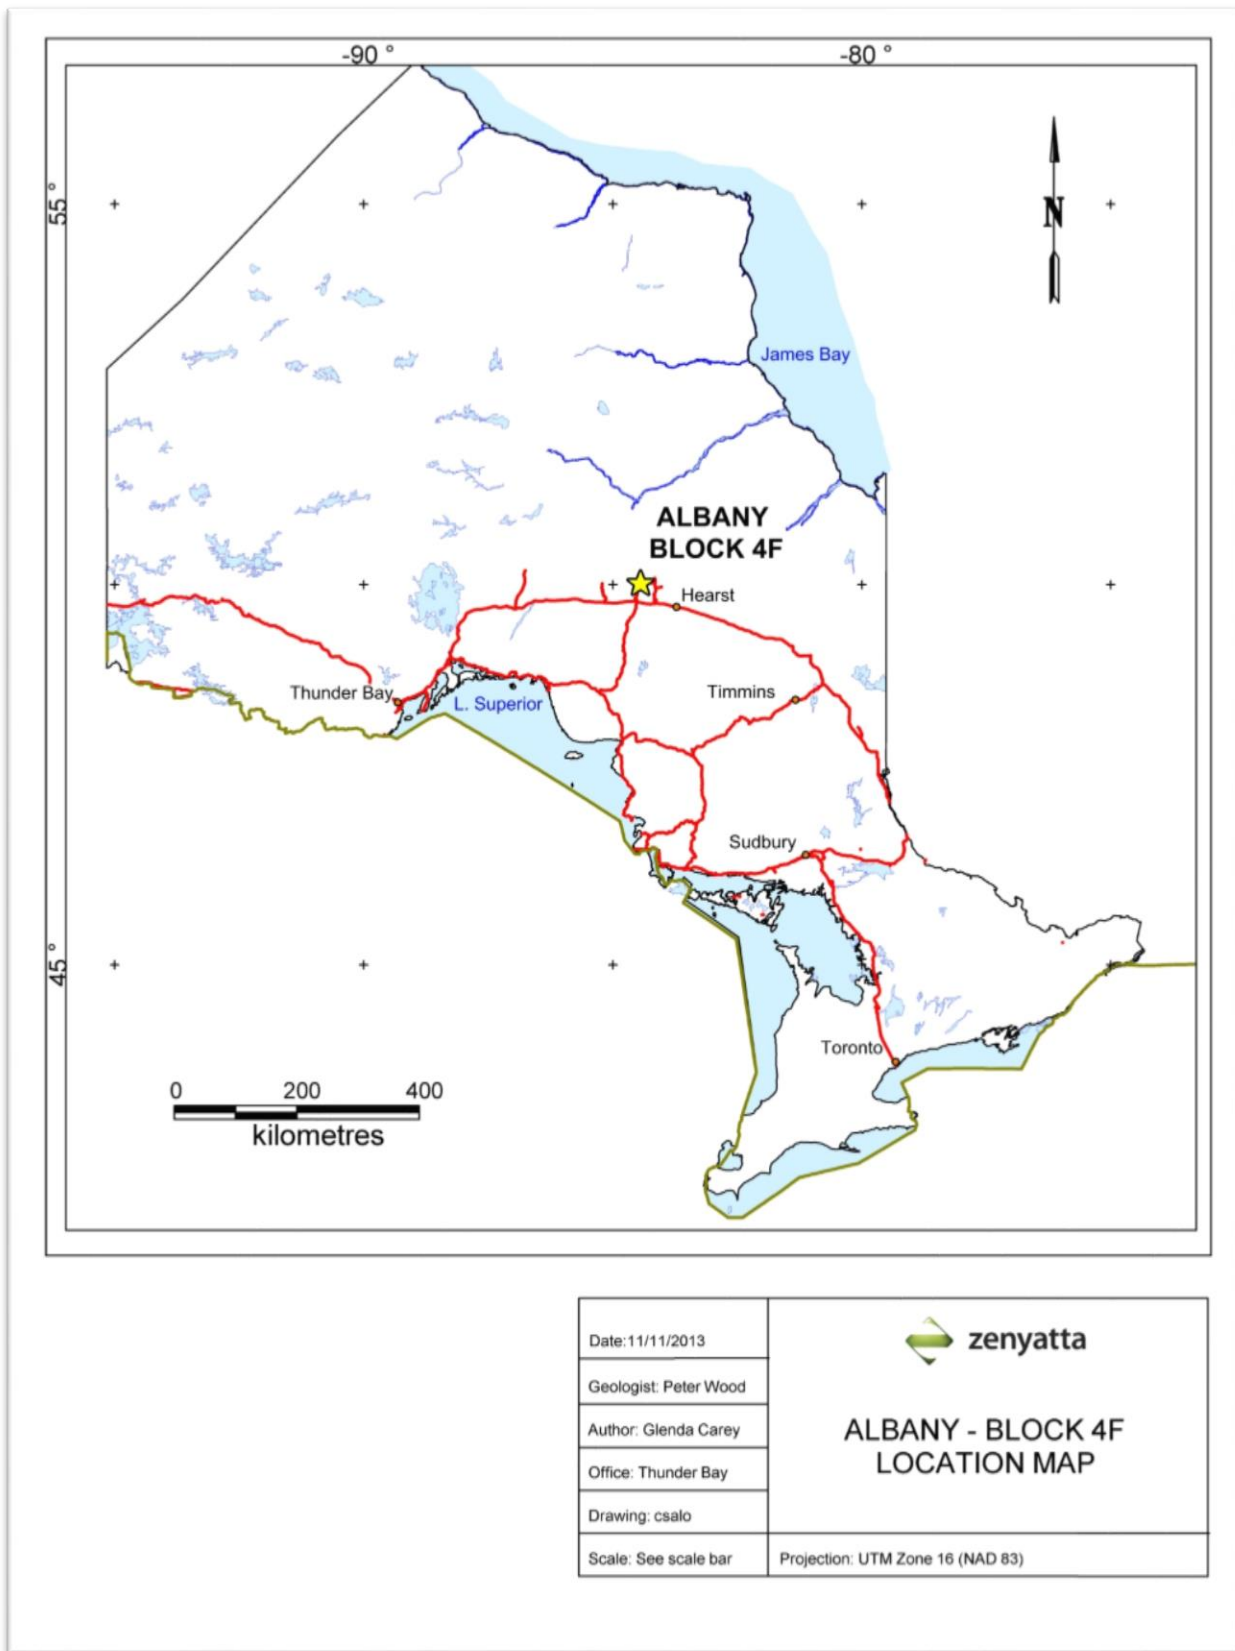 -90 °
-80 °
55 °
N
James Bay
ALBANY
BLOCK 4F
Hearst
Thunder Bay
L. Superior
Timmins
Sudbury
45 °
Toronto
0 200 400
kilometres
Date:11/11/2013
Geologist: Peter Wood
Author: Glenda Carey
Office: Thunder Bay
Drawing: csalo
Scale: See scale bar
zenyatta
ALBANY - BLOCK 4F
LOCATION MAP
Projection: UTM Zone 16 (NAD 83)